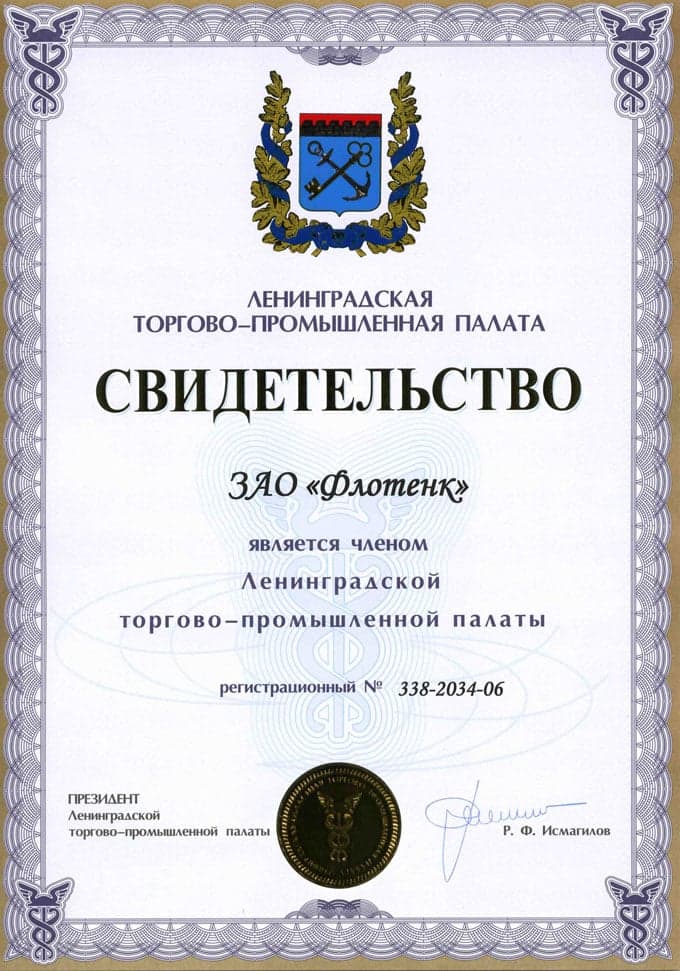 ЛЕНИНГРАДСКАЯ
ТОРГОВО–ПРОМЫШЛЕННАЯ ПАЛАТА
СВИДЕТЕЛЬСТВО
ЗАО «Флотенк»
является членом
Ленинградской
торгово–промышленной палаты
регистрационный № 338-2034-06
ПРЕЗИДЕНТ
Ленинградской
торгово–промышленной палаты
Р. Ф. Исмагилов